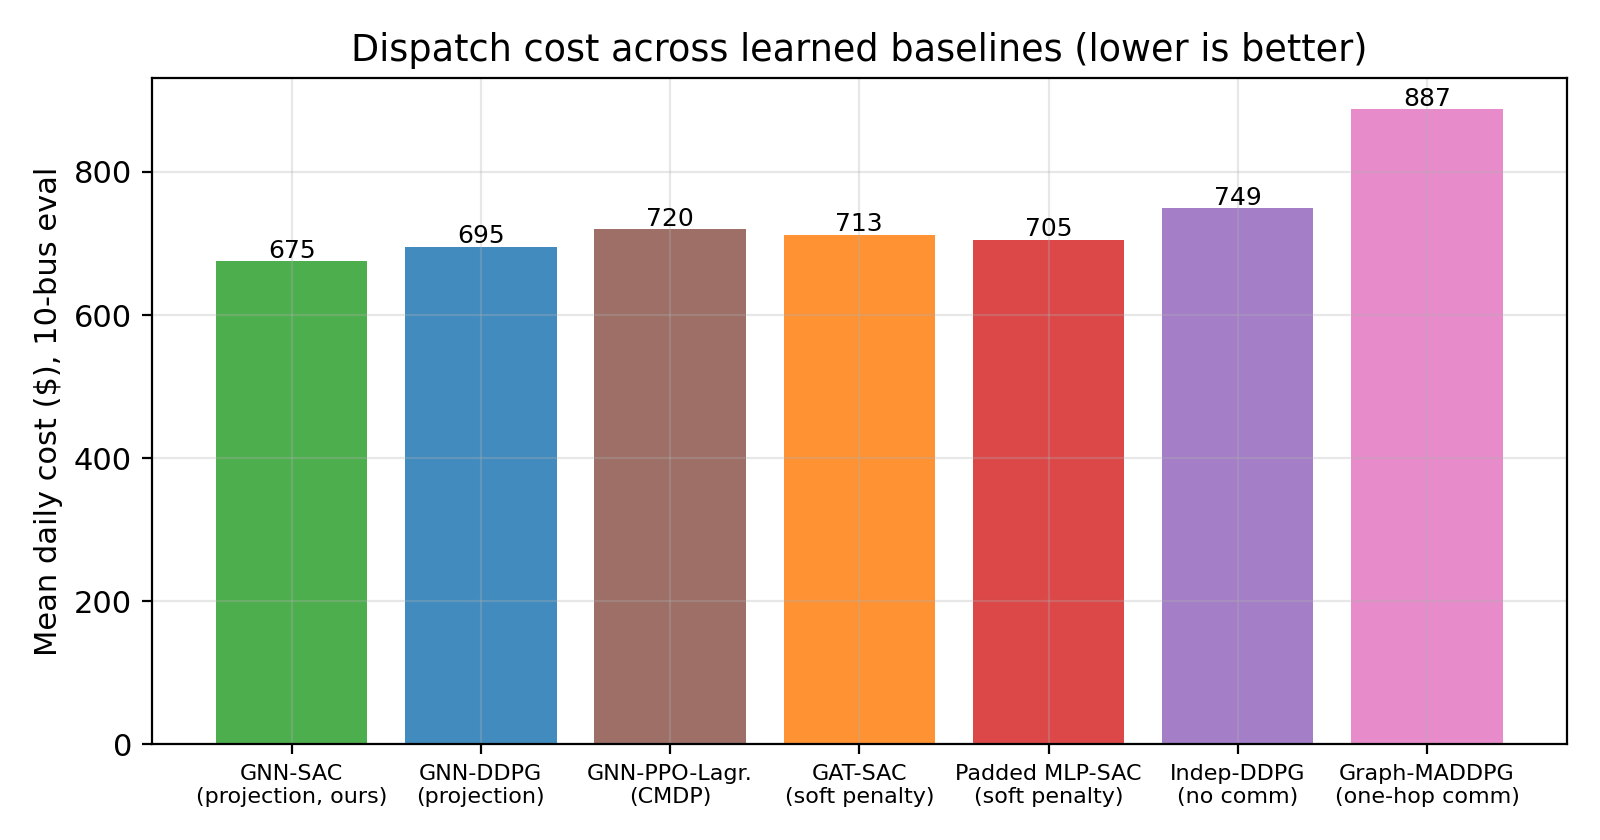 Dispatch cost across learned baselines (lower is better)
Mean daily cost ($), 10-bus eval
800
600
400
200
0
675
695
720
713
705
749
887
GNN-SAC
(projection, ours)
GNN-DDPG
(projection)
GNN-PPO-Lagr.
(CMDP)
GAT-SAC
(soft penalty)
Padded MLP-SAC
(soft penalty)
Indep-DDPG
(no comm)
Graph-MADDPG
(one-hop comm)